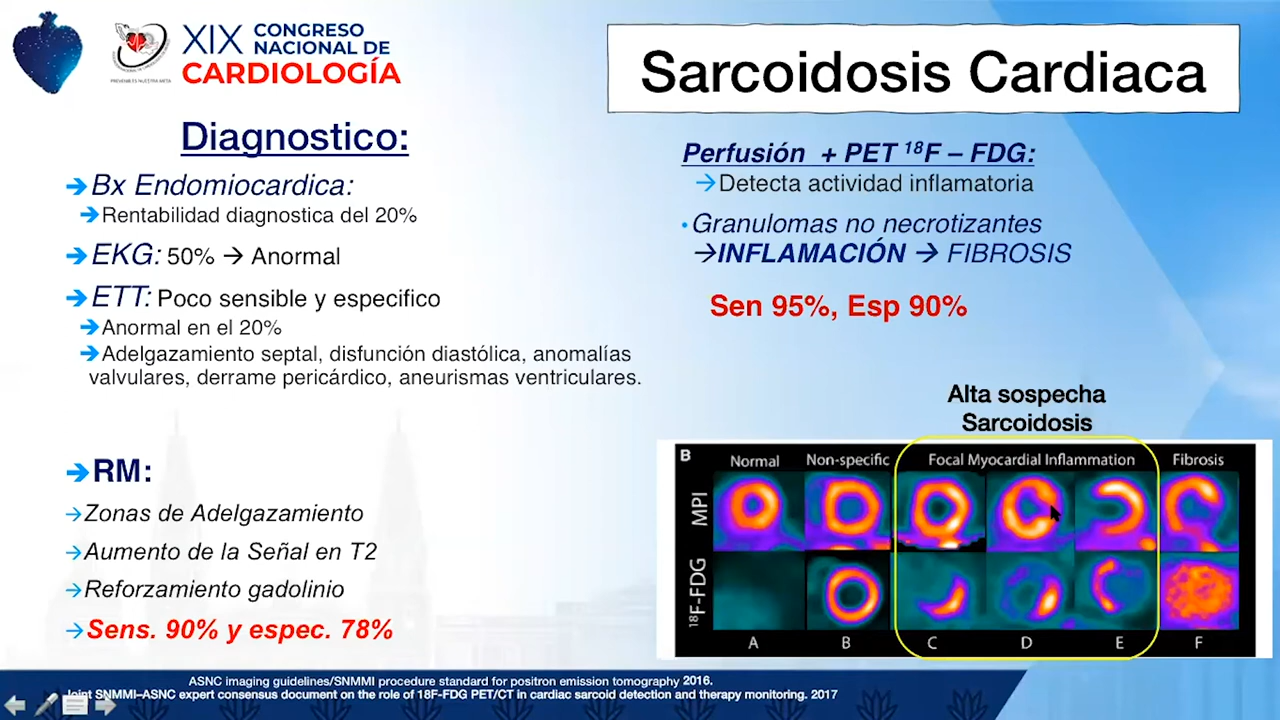 XIX CONGRESO
NACIONAL DE
CARDIOLOGÍA
Sarcoidosis Cardiaca
Diagnostico:
➔Bx Endomiocardica:
➔Rentabilidad diagnostica del 20%
➔EKG: 50% → Anormal
➔ETT: Poco sensible y especifico
➔Anormal en el 20%
➔Adelgazamiento septal, disfunción diastólica, anomalías
valvulares, derrame pericárdico, aneurismas ventriculares.
➔RM:
→Zonas de Adelgazamiento
→Aumento de la Señal en T2
→Reforzamiento gadolinio
→Sens. 90% y espec. 78%
Perfusión + PET ¹⁸F – FDG:
→Detecta actividad inflamatoria
• Granulomas no necrotizantes
→INFLAMACIÓN → FIBROSIS
Sen 95%, Esp 90%
Alta sospecha
Sarcoidosis
B
Normal Non-specific Focal Myocardial Inflammation Fibrosis
MPI
¹⁸F-FDG
A B C D E F
ASNC imaging guidelines/SNMMI procedure standard for positron emission tomography 2016.
Joint SNMMI–ASNC expert consensus document on the role of 18F-FDG PET/CT in cardiac sarcoid detection and therapy monitoring. 2017